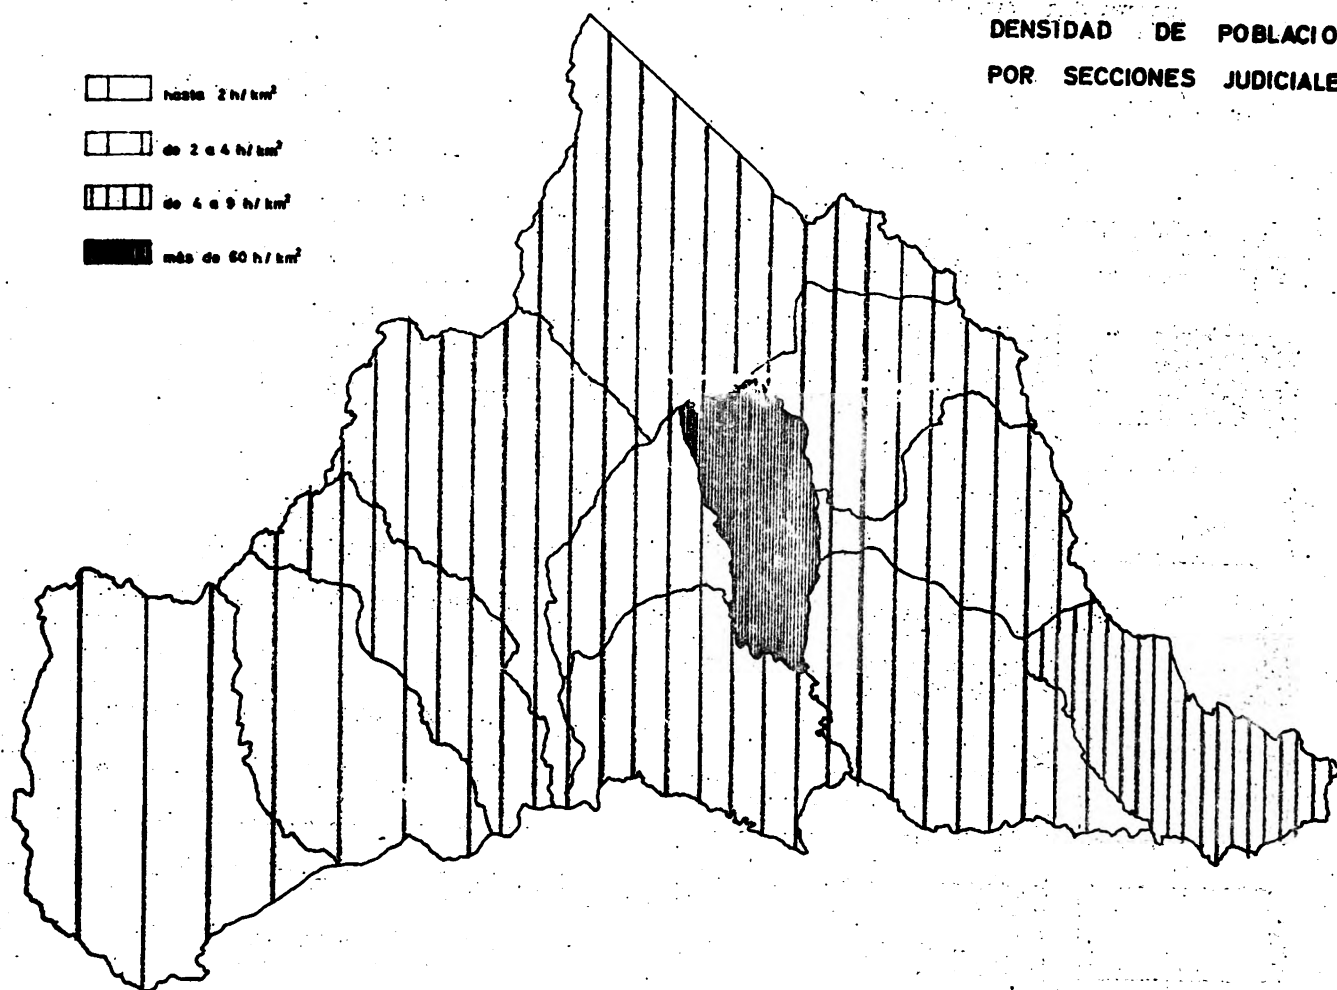 DENSIDAD DE POBLACIO
POR SECCIONES JUDICIALE
hasta 2 h/km²
de 2 a 4 h/km²
de 4 a 9 h/km²
más de 60 h/km²